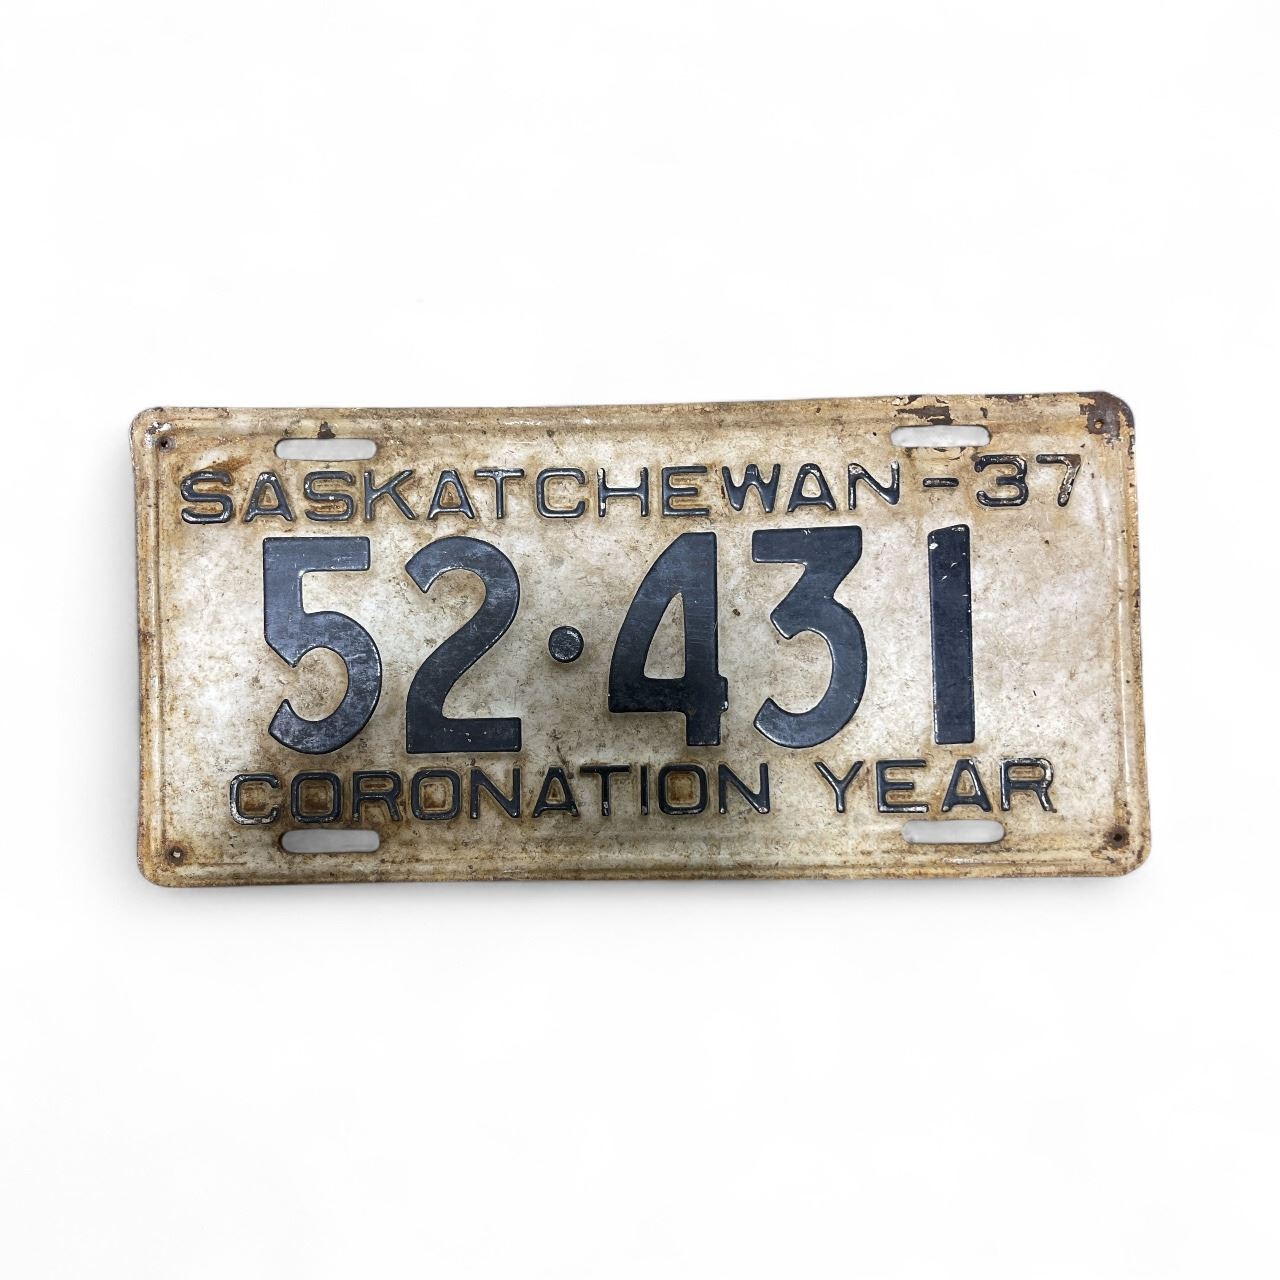 SASKATCHEWAN-37
52·431
CORONATION YEAR